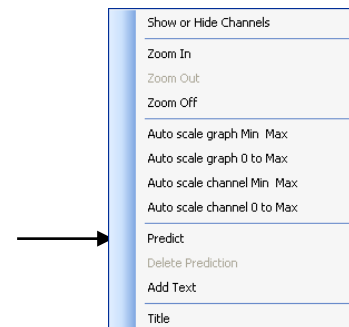 Show or Hide Channels
Zoom In
Zoom Out
Zoom Off
Auto scale graph Min  Max
Auto scale graph 0 to Max
Auto scale channel Min  Max
Auto scale channel 0 to Max
Predict
Delete Prediction
Add Text
Title